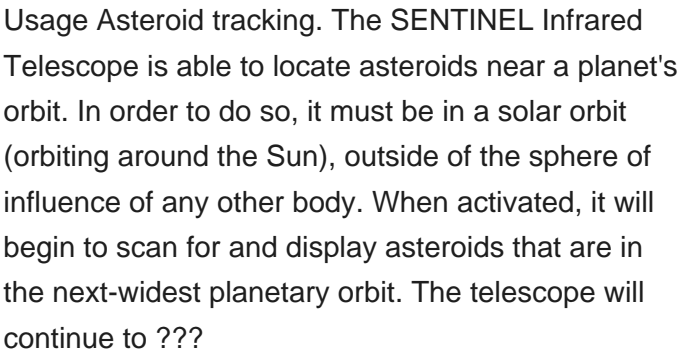 Usage Asteroid tracking. The SENTINEL Infrared
Telescope is able to locate asteroids near a planet's
orbit. In order to do so, it must be in a solar orbit
(orbiting around the Sun), outside of the sphere of
influence of any other body. When activated, it will
begin to scan for and display asteroids that are in
the next-widest planetary orbit. The telescope will
continue to ???